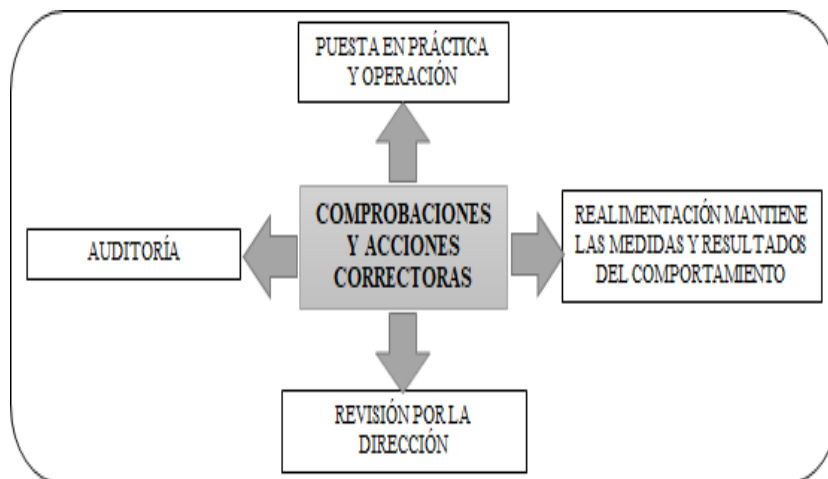 PUESTA EN PRÁCTICA
Y OPERACIÓN
COMPROBACIONES
Y ACCIONES
CORRECTORAS
AUDITORÍA
REALIMENTACIÓN MANTIENE
LAS MEDIDAS Y RESULTADOS
DEL COMPORTAMIENTO
REVISIÓN POR LA
DIRECCIÓN